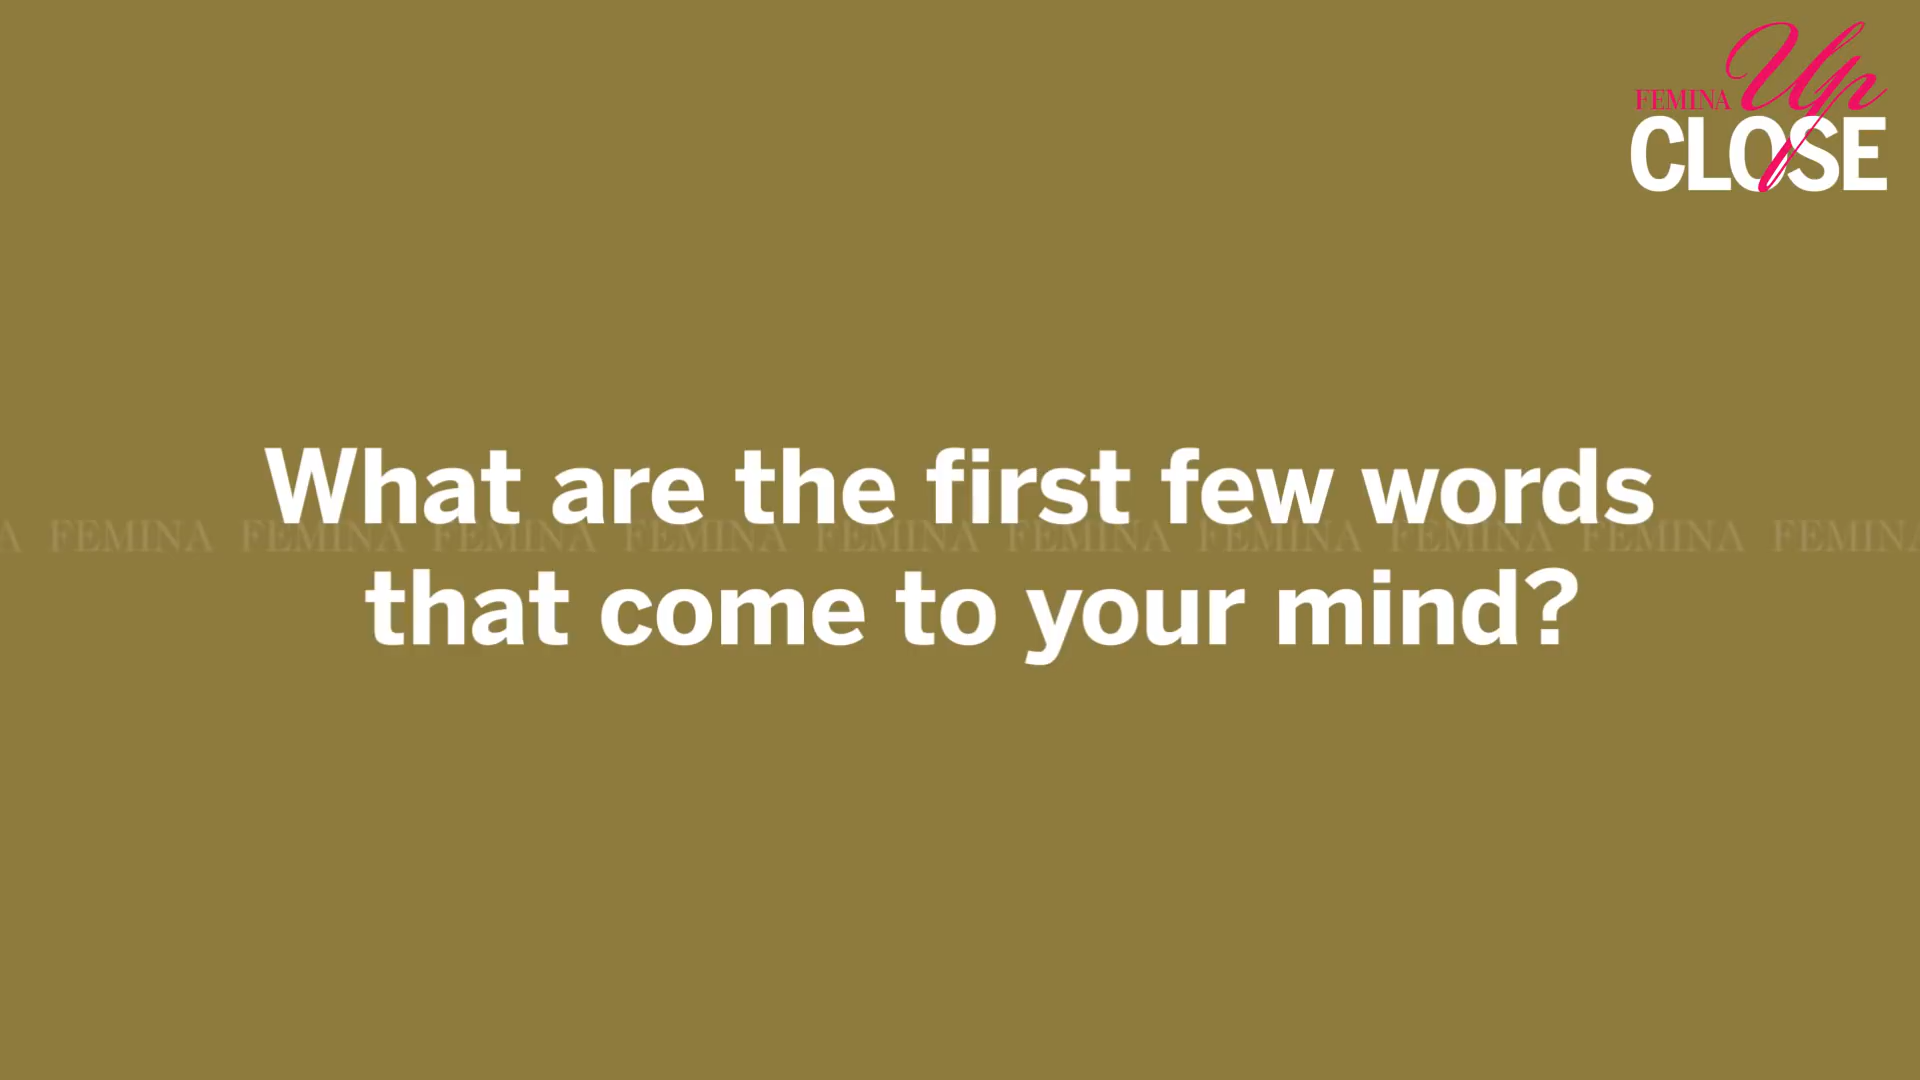 FEMINA Up
CLOSE
What are the first few words
FEMINA FEMINA FEMINA FEMINA FEMINA FEMINA FEMINA FEMINA FEMINA
that come to your mind?